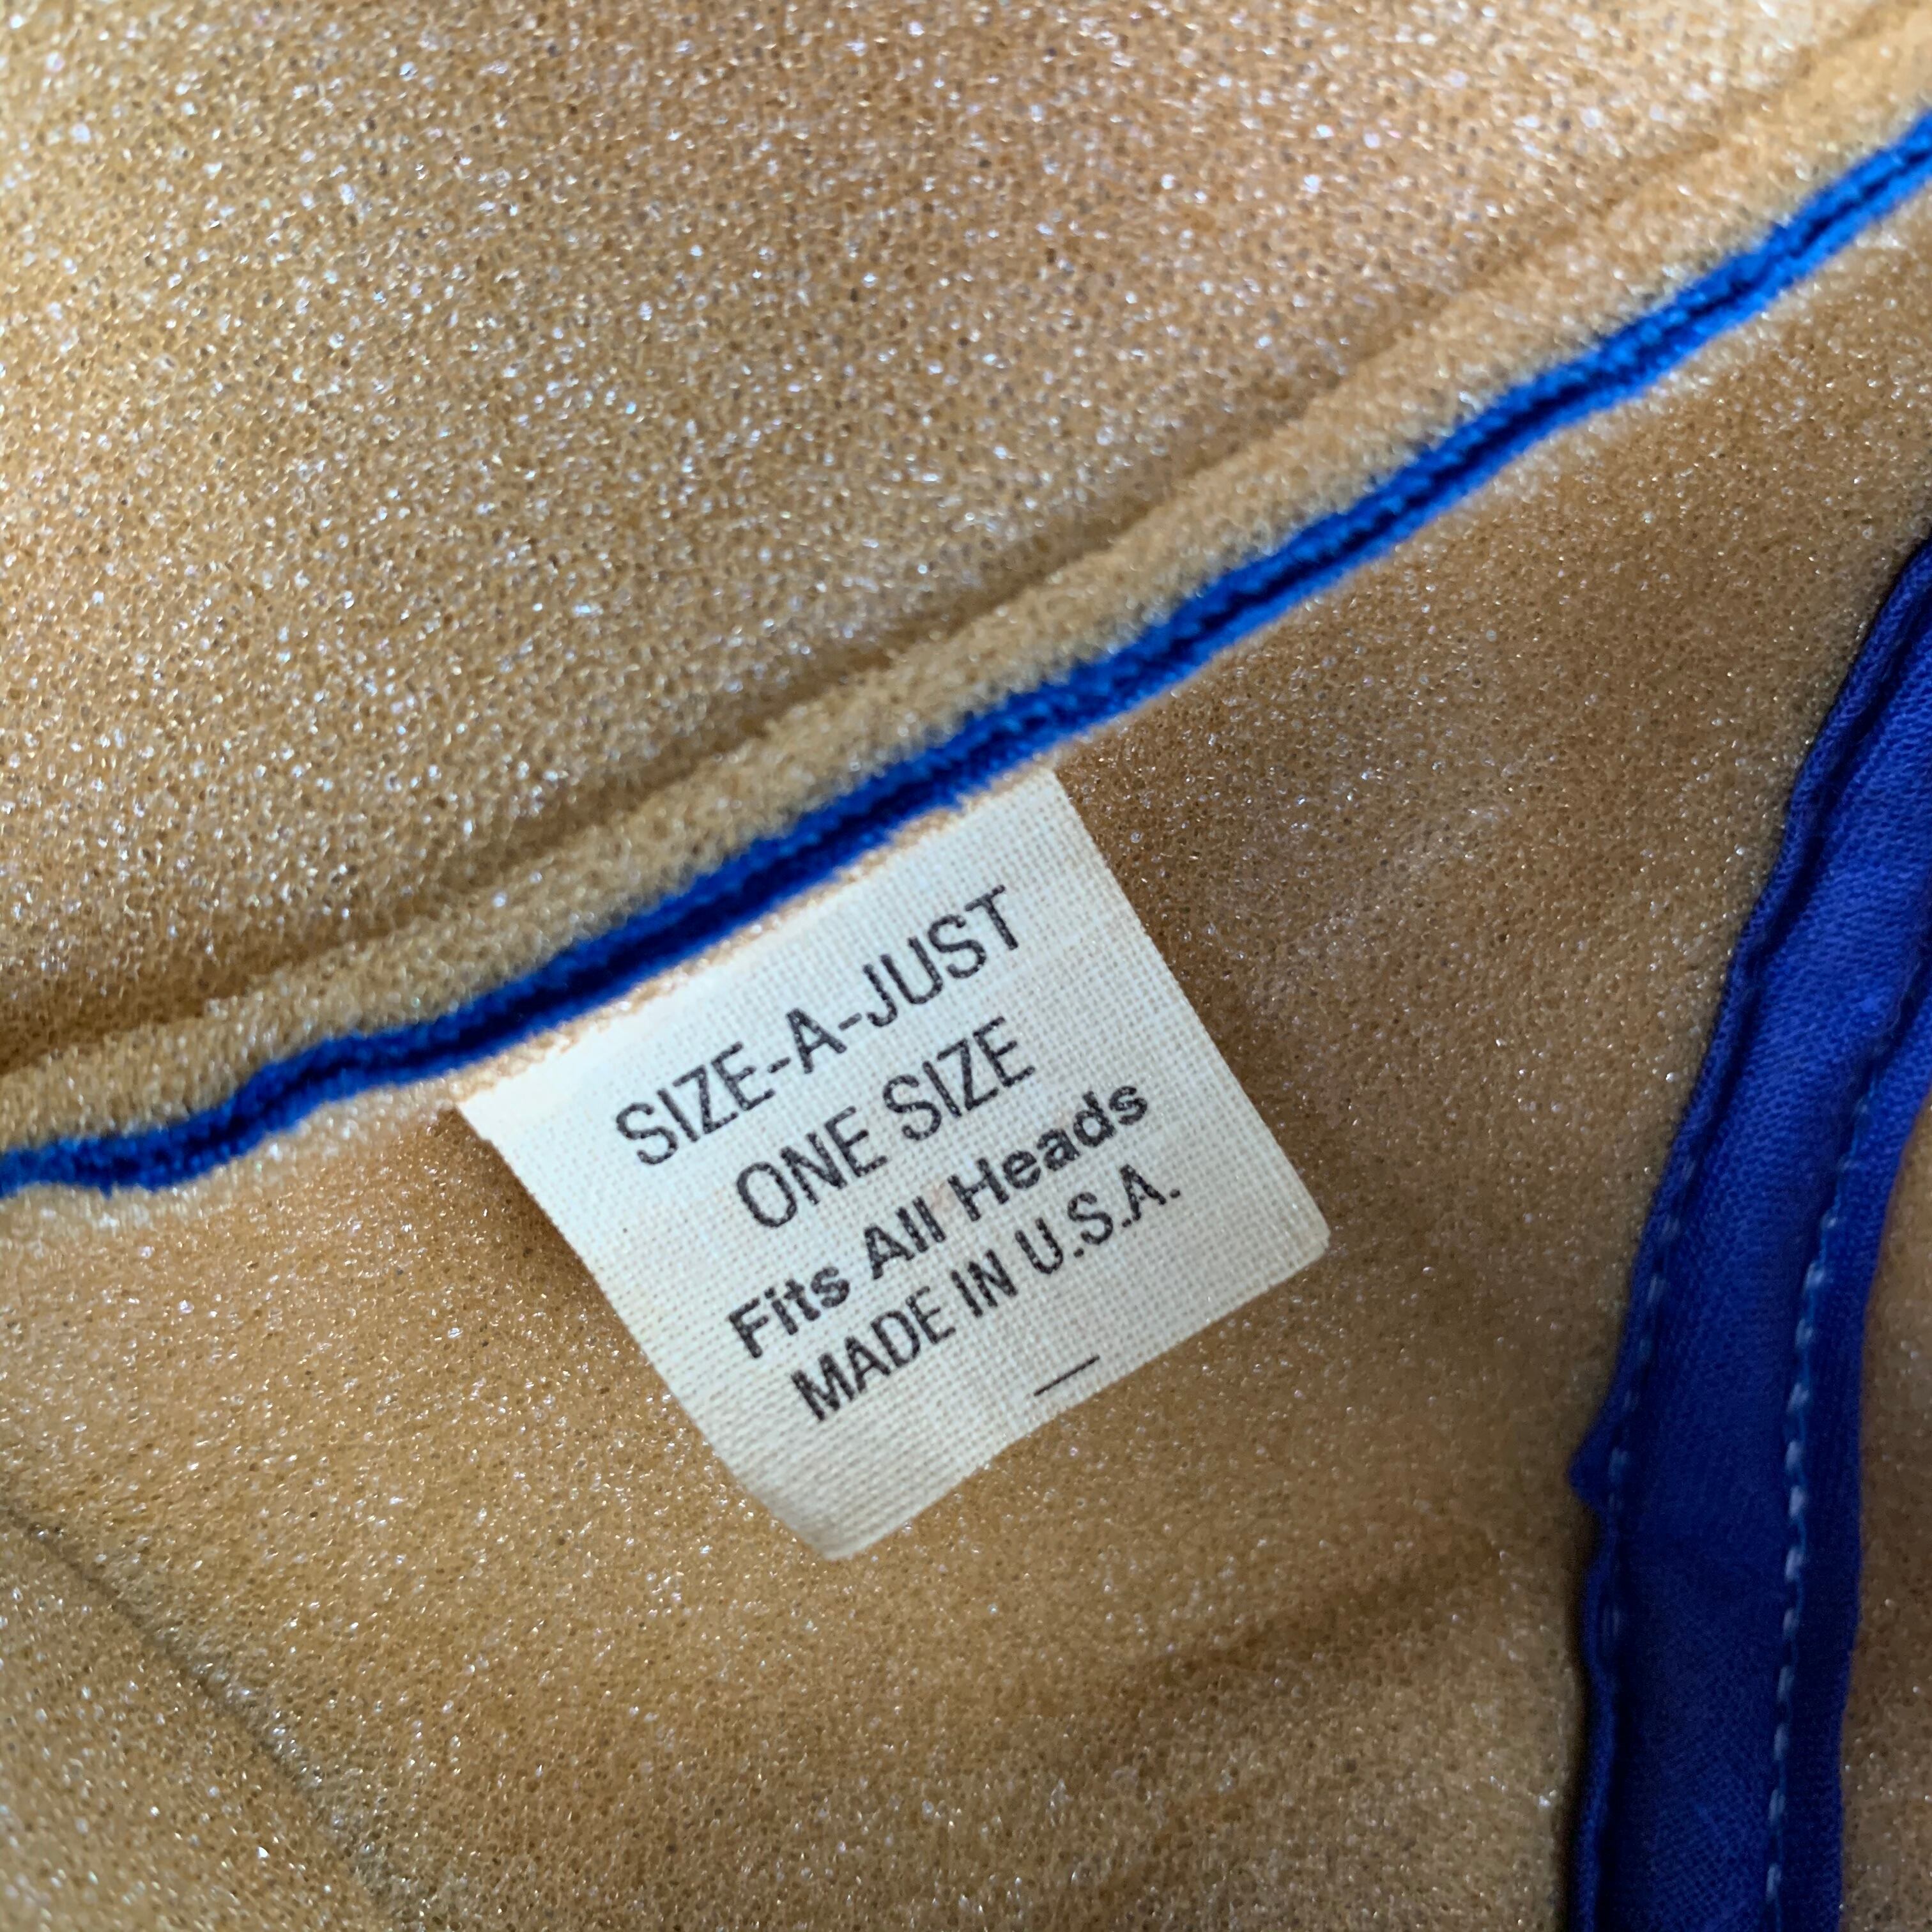 SIZE-A-JUST
ONE SIZE
Fits All Heads
MADE IN U.S.A.